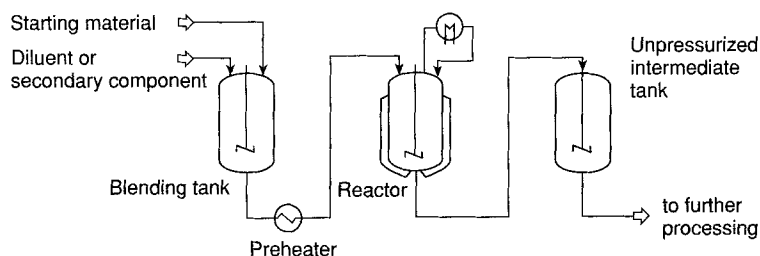 Starting material
Diluent or
secondary component
Unpressurized
intermediate
tank
Blending tank
Reactor
Preheater
to further
processing